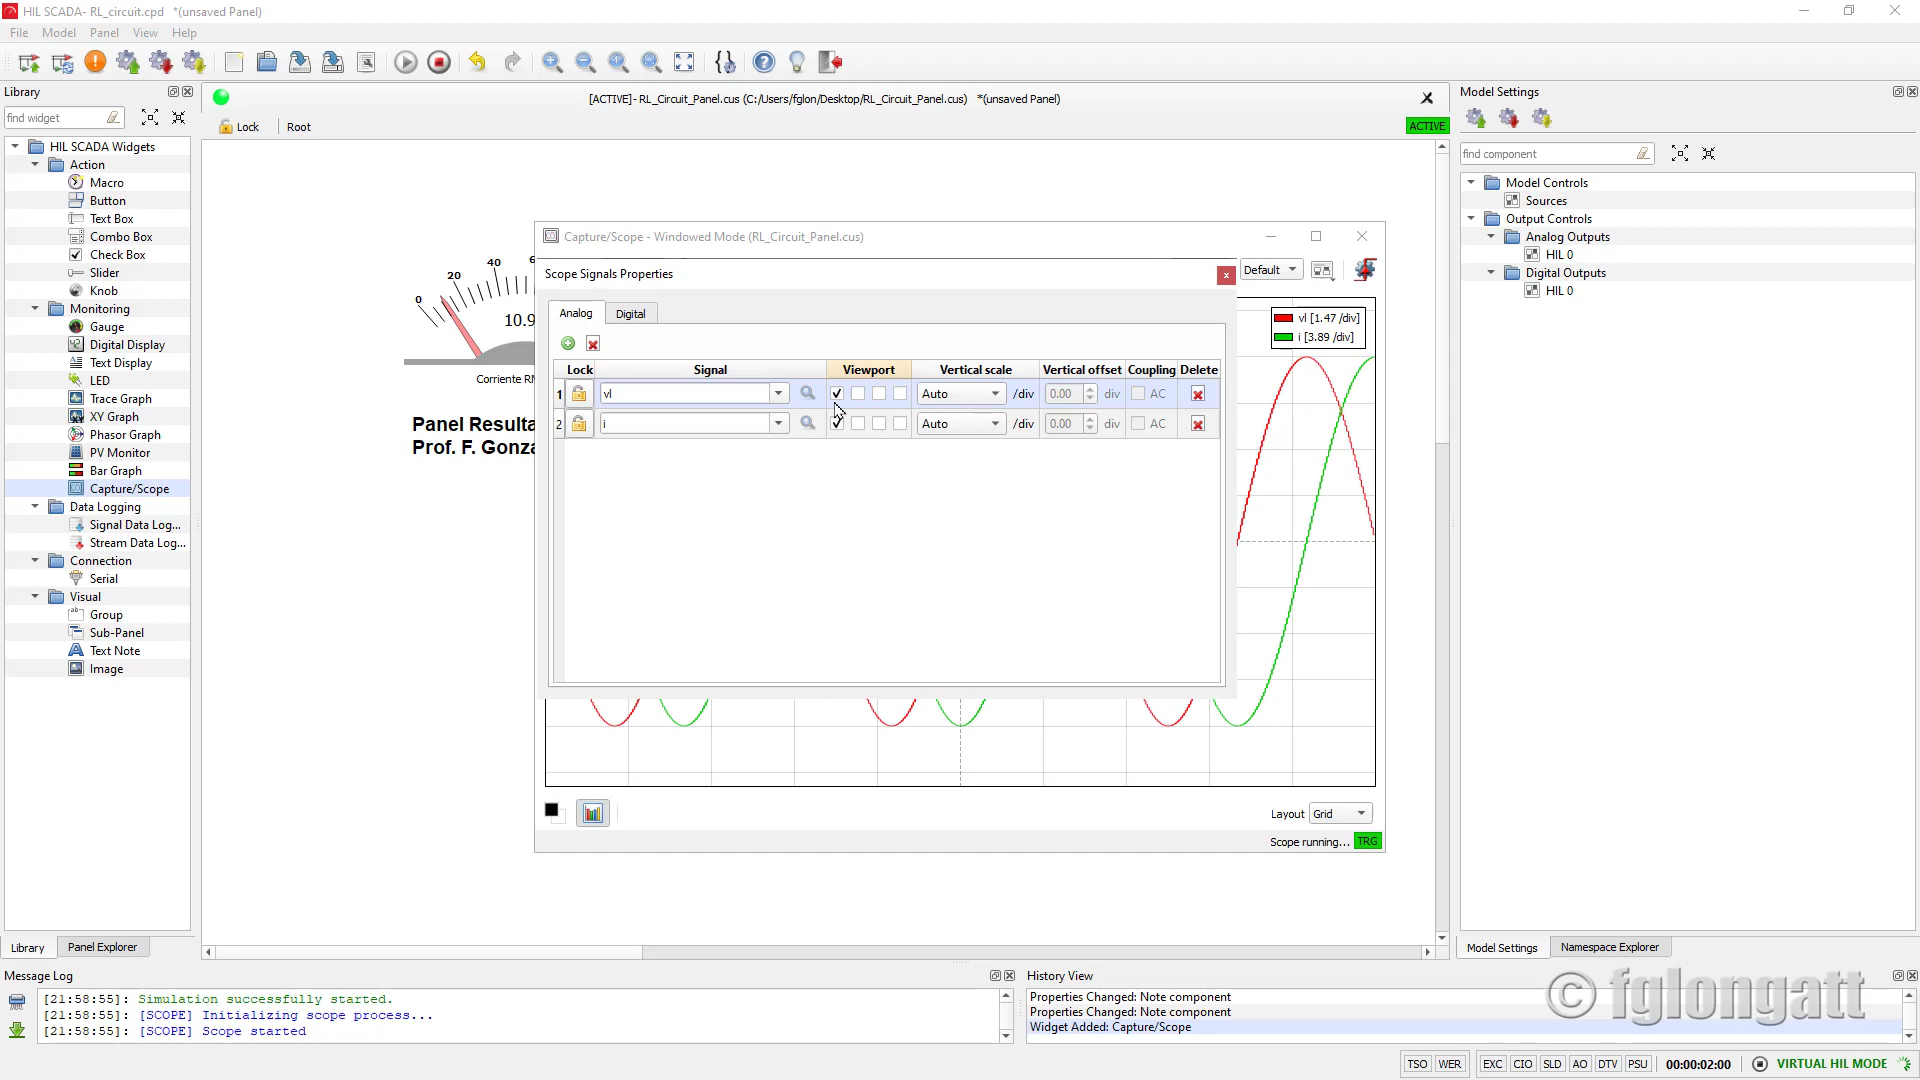 HIL SCADA- RL_circuit.cpd   *(unsaved Panel)
File Model Panel View Help
Library
find widget
HIL SCADA Widgets
Action
Macro
Button
Text Box
Combo Box
Check Box
Slider
Knob
Monitoring
Gauge
Digital Display
Text Display
LED
Trace Graph
XY Graph
Phasor Graph
PV Monitor
Bar Graph
Capture/Scope
Data Logging
Signal Data Log...
Stream Data Log...
Connection
Serial
Visual
Group
Sub-Panel
Text Note
Image
Library Panel Explorer
[ACTIVE]- RL_Circuit_Panel.cus  (C:/Users/fglon/Desktop/RL_Circuit_Panel.cus)   *(unsaved Panel)
Lock Root
ACTIVE
0 20 40 6
10.9
Corriente RM
Panel Resulta
Prof. F. Gonza
Capture/Scope - Windowed Mode (RL_Circuit_Panel.cus)
Default
Scope Signals Properties
Analog Digital
Lock Signal Viewport Vertical scale Vertical offset Coupling Delete
1 vl Auto /div 0.00 div AC
2 i Auto /div 0.00 div AC
vl [1.47 /div]
i [3.89 /div]
Layout Grid
Scope running... TRG
Model Settings
find component
Model Controls
Sources
Output Controls
Analog Outputs
HIL 0
Digital Outputs
HIL 0
Model Settings Namespace Explorer
Message Log
[21:58:55]: Simulation successfully started.
[21:58:55]: [SCOPE] Initializing scope process...
[21:58:55]: [SCOPE] Scope started
History View
Properties Changed: Note component
Properties Changed: Note component
Widget Added: Capture/Scope
© fglongatt
TSO WER EXC CIO SLD AO DTV PSU 00:00:02:00 VIRTUAL HIL MODE